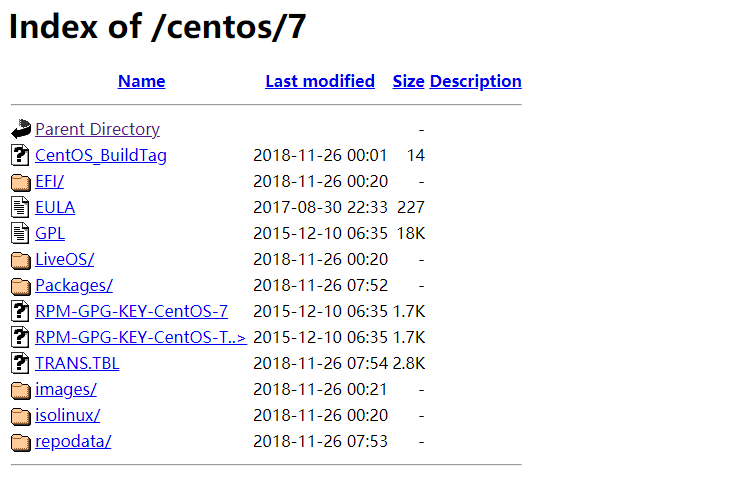 Index of /centos/7
Name Last modified Size Description
Parent Directory -
CentOS_BuildTag 2018-11-26 00:01 14
EFI/ 2018-11-26 00:20 -
EULA 2017-08-30 22:33 227
GPL 2015-12-10 06:35 18K
LiveOS/ 2018-11-26 00:20 -
Packages/ 2018-11-26 07:52 -
RPM-GPG-KEY-CentOS-7 2015-12-10 06:35 1.7K
RPM-GPG-KEY-CentOS-T..> 2015-12-10 06:35 1.7K
TRANS.TBL 2018-11-26 07:54 2.8K
images/ 2018-11-26 00:21 -
isolinux/ 2018-11-26 00:20 -
repodata/ 2018-11-26 07:53 -